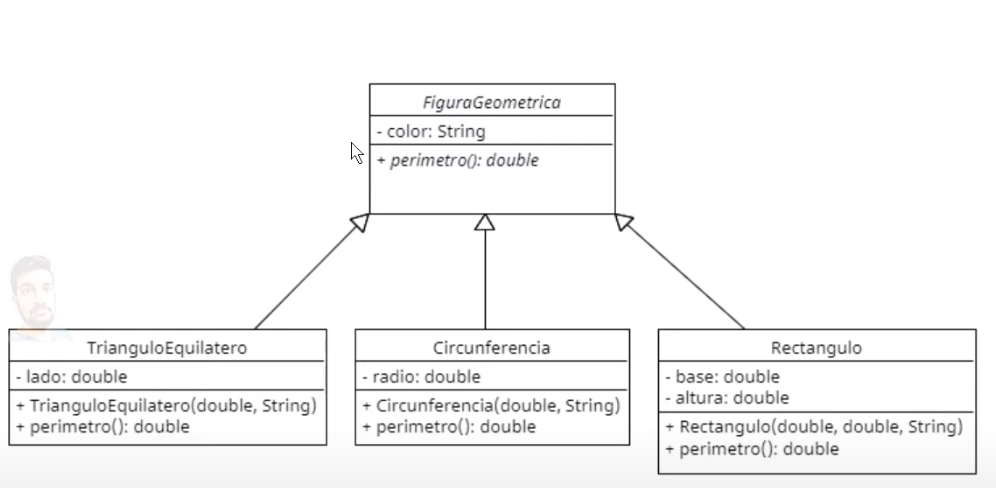 FiguraGeometrica
- color: String
+ perimetro(): double
TrianguloEquilatero
- lado: double
+ TrianguloEquilatero(double, String)
+ perimetro(): double
Circunferencia
- radio: double
+ Circunferencia(double, String)
+ perimetro(): double
Rectangulo
- base: double
- altura: double
+ Rectangulo(double, double, String)
+ perimetro(): double